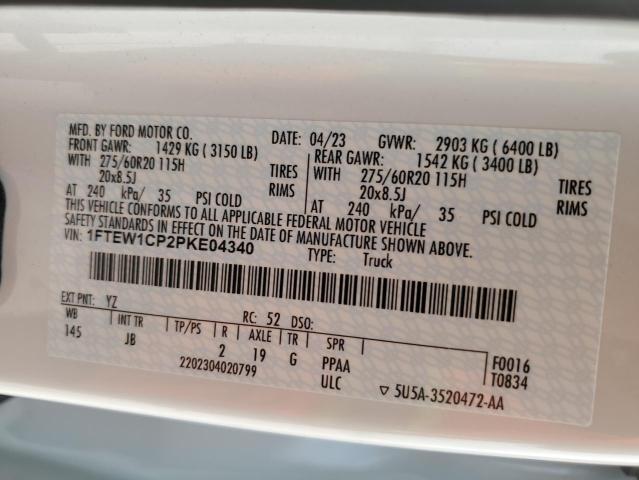 MFD. BY FORD MOTOR CO. DATE: 04/23 GVWR: 2903 KG (6400 LB)
FRONT GAWR: 1429 KG (3150 LB) REAR GAWR: 1542 KG (3400 LB)
WITH 275/60R20 115H TIRES WITH 275/60R20 115H TIRES
20x8.5J RIMS 20x8.5J RIMS
AT 240 kPa/ 35 PSI COLD AT 240 kPa/ 35 PSI COLD
THIS VEHICLE CONFORMS TO ALL APPLICABLE FEDERAL MOTOR VEHICLE
SAFETY STANDARDS IN EFFECT ON THE DATE OF MANUFACTURE SHOWN ABOVE.
VIN: 1FTEW1CP2PKE04340 TYPE: Truck
EXT PNT: YZ RC: 52 DSO:
WB INT TR TP/PS R AXLE TR SPR
145 JB 2 19 G PPAA F0016
2202304020799 ULC T0834
▽ 5U5A-3520472-AA